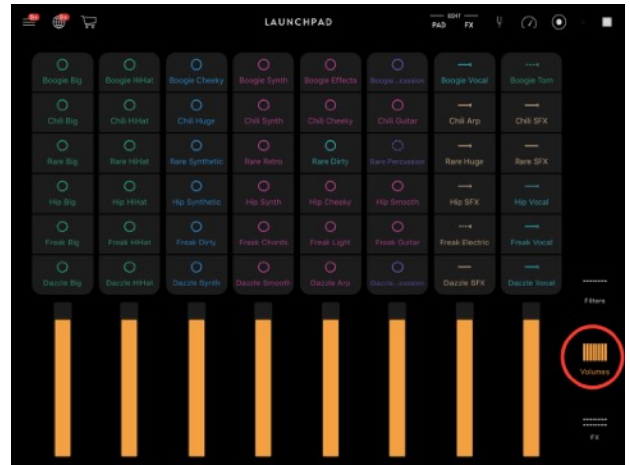 LAUNCHPAD
EDIT
PAD FX
Boogie Big Boogie HiHat Boogie Cheeky Boogie Synth Boogie Effects Boogie...cussion Boogie Vocal Boogie Tom
Chili Big Chili HiHat Chili Huge Chili Synth Chili Cheeky Chili Guitar Chili Arp Chili SFX
Rare Big Rare HiHat Rare Synthetic Rare Retro Rare Dirty Rare Percussion Rare Huge Rare SFX
Hip Big Hip HiHat Hip Synthetic Hip Synth Hip Cheeky Hip Smooth Hip SFX Hip Vocal
Freak Big Freak HiHat Freak Dirty Freak Chords Freak Light Freak Guitar Freak Electric Freak Vocal
Dazzle Big Dazzle HiHat Dazzle Synth Dazzle Smooth Dazzle Arp Dazzle...cussion Dazzle SFX Dazzle Vocal
Filters
Volumes
FX